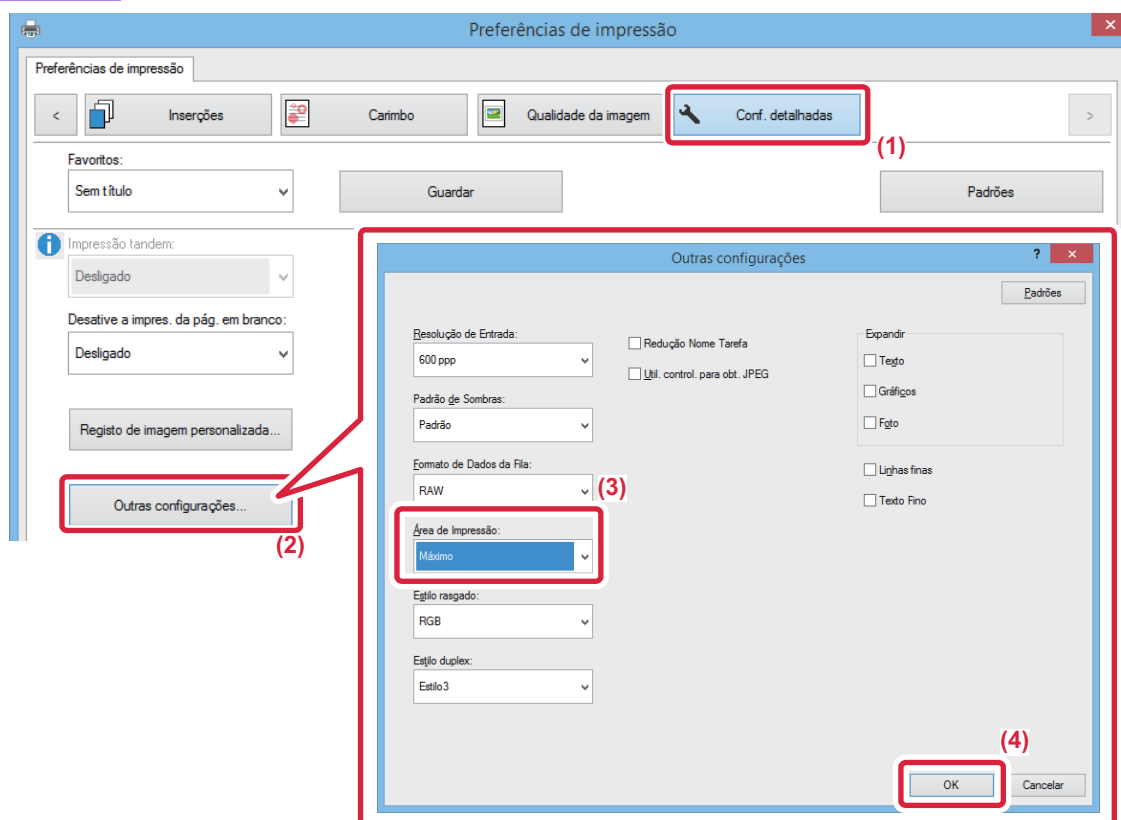 Preferências de impressão
×
Preferências de impressão
<
Inserções
Carimbo
Qualidade da imagem
Conf. detalhadas
>
(1)
Favoritos:
Sem título
Guardar
Padrões
Impressão tandem:
Desligado
Desative a impres. da pág. em branco:
Desligado
Registo de imagem personalizada...
Outras configurações...
(2)
Outras configurações
?
×
Padrões
Resolução de Entrada:
600 ppp
Padrão de Sombras:
Padrão
Formato de Dados da Fila:
RAW
(3)
Área de Impressão:
Máximo
Estilo rasgado:
RGB
Estilo duplex:
Estilo3
Redução Nome Tarefa
Util. control. para obt. JPEG
Expandir
Texto
Gráficos
Foto
Linhas finas
Texto Fino
(4)
OK
Cancelar